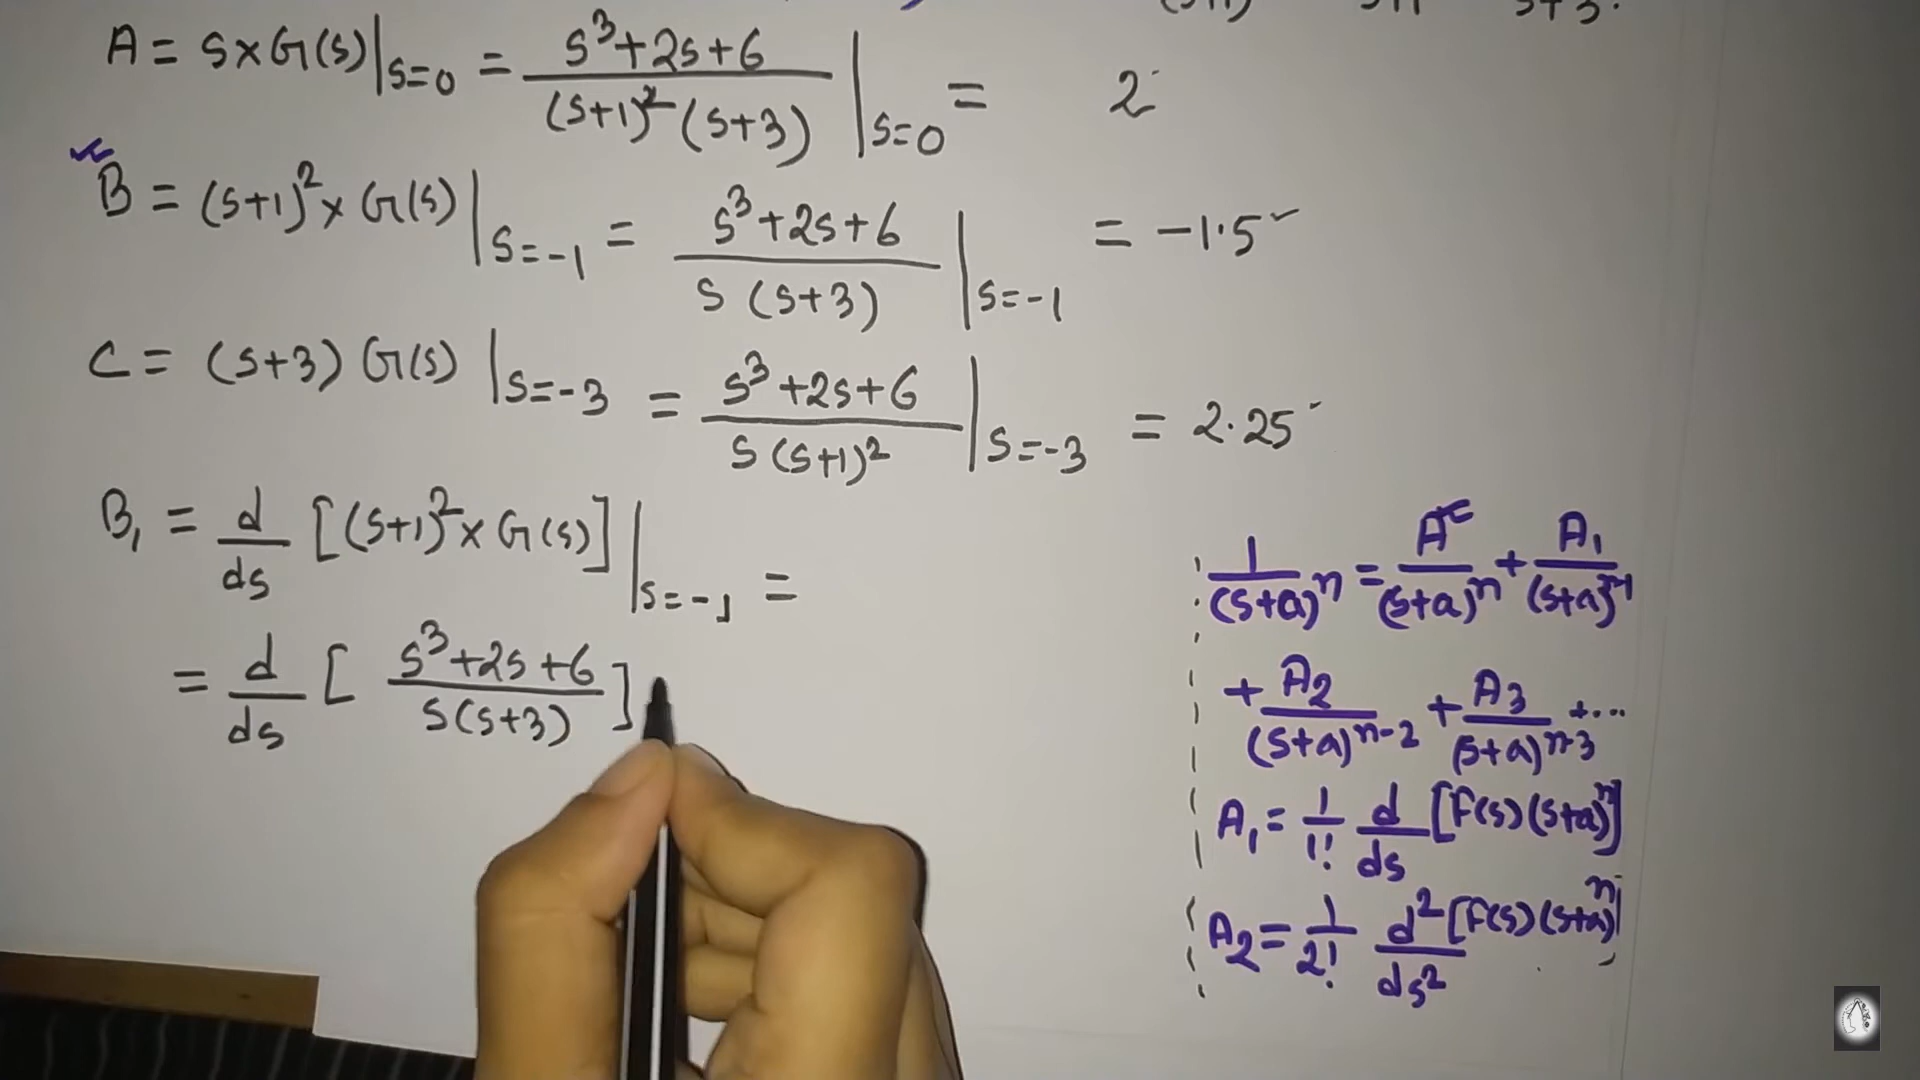 A = s×G(s)|s=0 = s³+2s+6 / (s+1)²(s+3) |s=0 = 2
B = (s+1)²×G(s)|s=-1 = s³+2s+6 / s(s+3) |s=-1 = -1.5
C = (s+3)G(s)|s=-3 = s³+2s+6 / s(s+1)² |s=-3 = 2.25
B₁ = d/ds [(s+1)²×G(s)]|s=-1 =
= d/ds [s³+2s+6 / s(s+3)]
1/(s+a)ⁿ = A/(s+a)ⁿ + A₁/(s+a)ⁿ⁻¹
+ A₂/(s+a)ⁿ⁻² + A₃/(s+a)ⁿ⁻³ +...
A₁ = 1/1! d/ds [F(s)(s+a)ⁿ]
A₂ = 1/2! d²/ds² [F(s)(s+a)ⁿ]